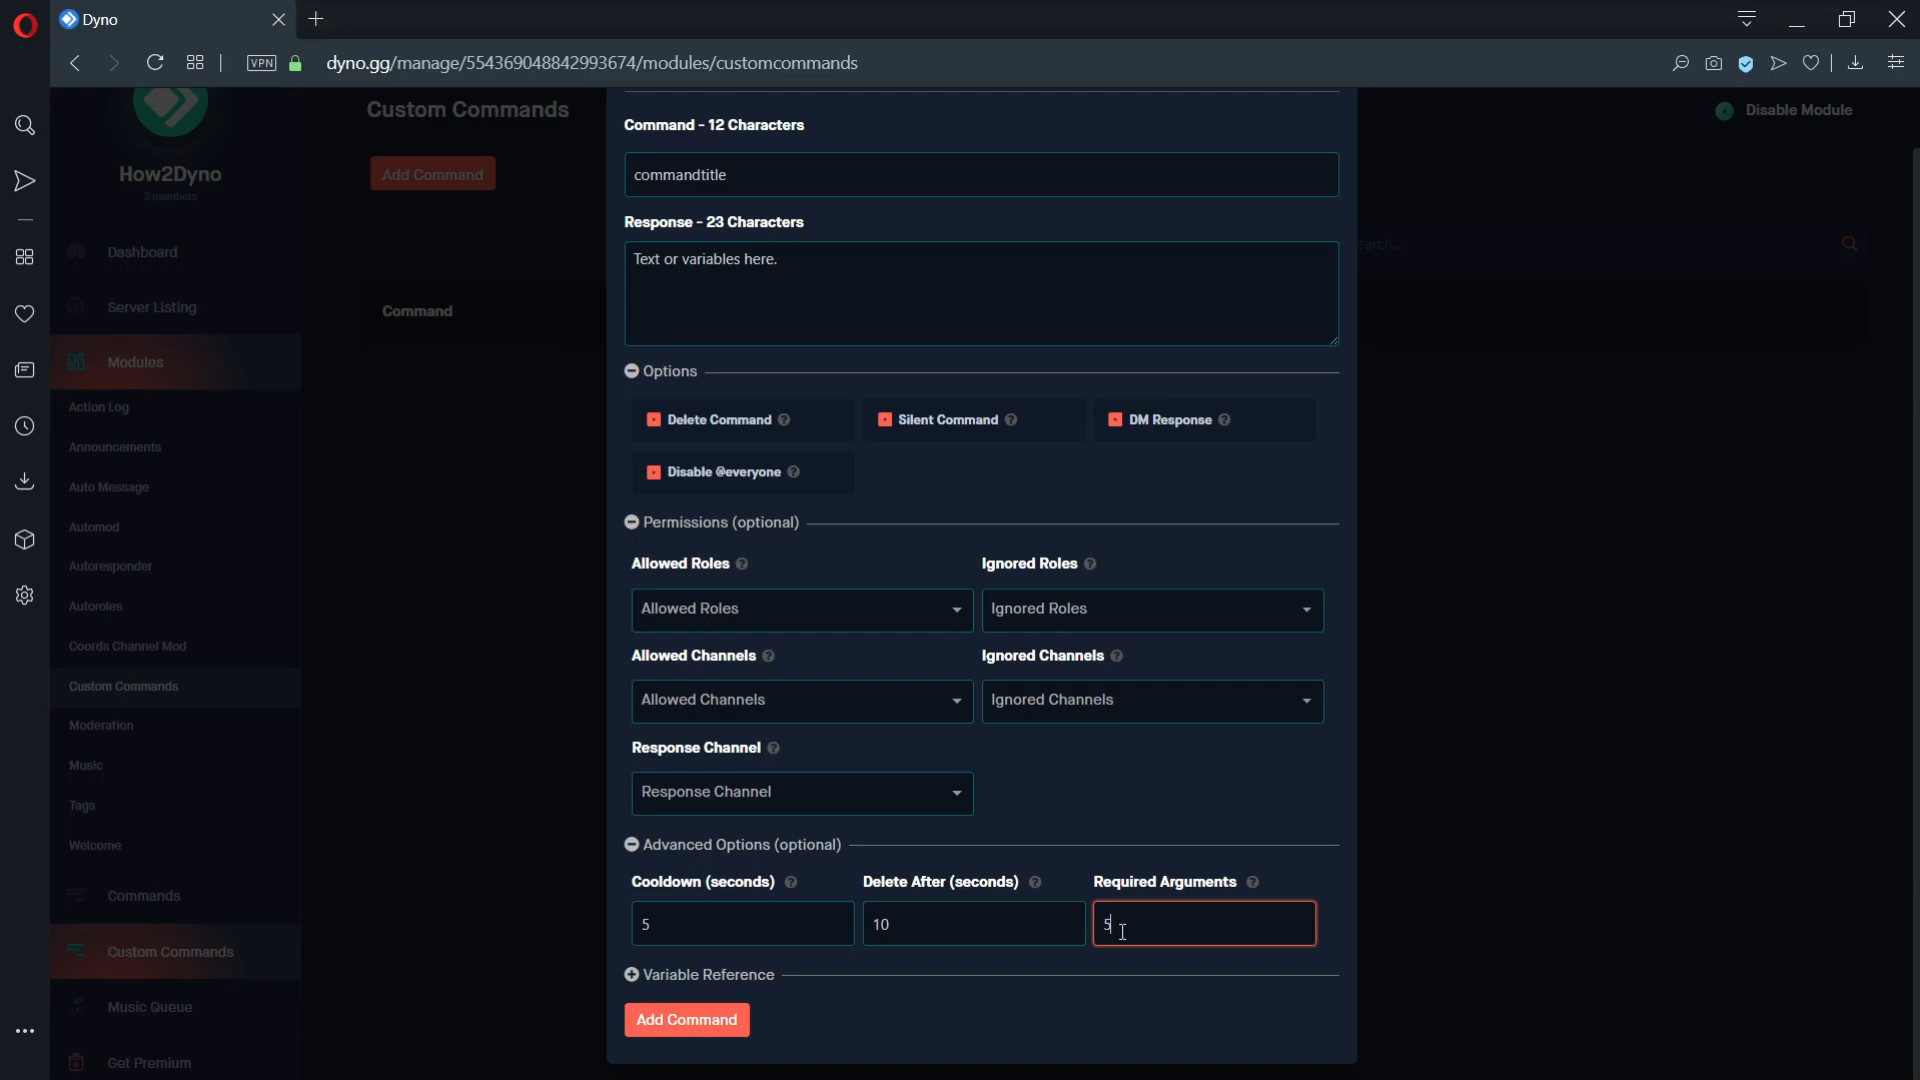 Dyno
VPN
dyno.gg/manage/554369048842993674/modules/customcommands
How2Dyno
3 members
Dashboard
Server Listing
Modules
Action Log
Announcements
Auto Message
Automod
Autoresponder
Autoroles
Coords Channel Mod
Custom Commands
Moderation
Music
Tags
Welcome
Commands
Custom Commands
Music Queue
Get Premium
Custom Commands
Disable Module
Add Command
earch...
Command
Command - 12 Characters
commandtitle
Response - 23 Characters
Text or variables here.
Options
Delete Command
Silent Command
DM Response
Disable @everyone
Permissions (optional)
Allowed Roles
Ignored Roles
Allowed Roles
Ignored Roles
Allowed Channels
Ignored Channels
Allowed Channels
Ignored Channels
Response Channel
Response Channel
Advanced Options (optional)
Cooldown (seconds)
Delete After (seconds)
Required Arguments
5
10
5
Variable Reference
Add Command